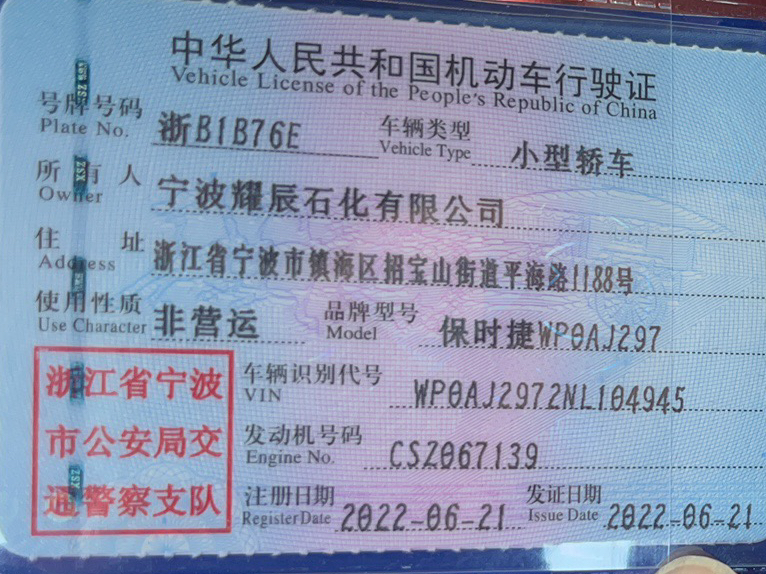 中华人民共和国机动车行驶证
Vehicle License of the People's Republic of China
号牌号码 浙B1B76E 车辆类型 小型轿车
Plate No. Vehicle Type
所有人 宁波耀辰石化有限公司
Owner
住址 浙江省宁波市镇海区招宝山街道平海路1188号
Address
使用性质 非营运 品牌型号 保时捷WP0AJ297
Use Character Model
浙江省宁波
市公安局交
通警察支队
车辆识别代号 WP0AJ2972NL104945
VIN
发动机号码 CSZ067139
Engine No.
注册日期 2022-06-21 发证日期 2022-06-21
Register Date Issue Date